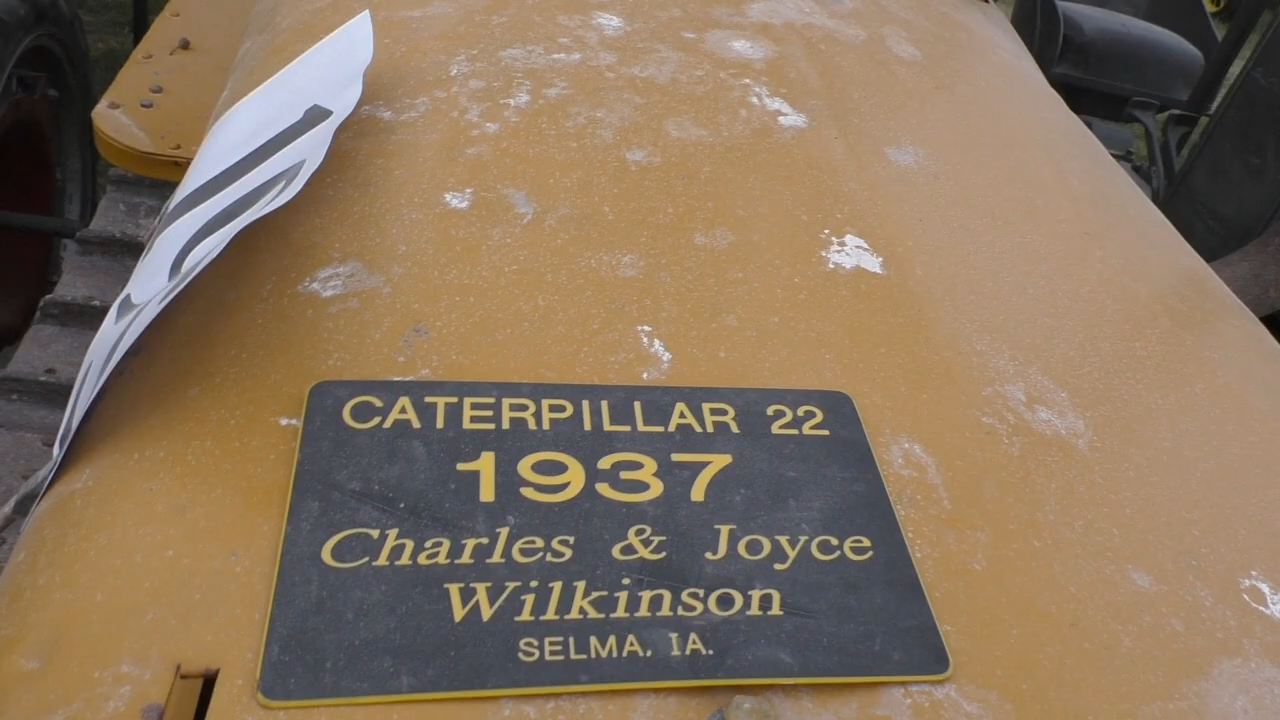 CATERPILLAR 22
1937
Charles & Joyce
Wilkinson
SELMA, IA.